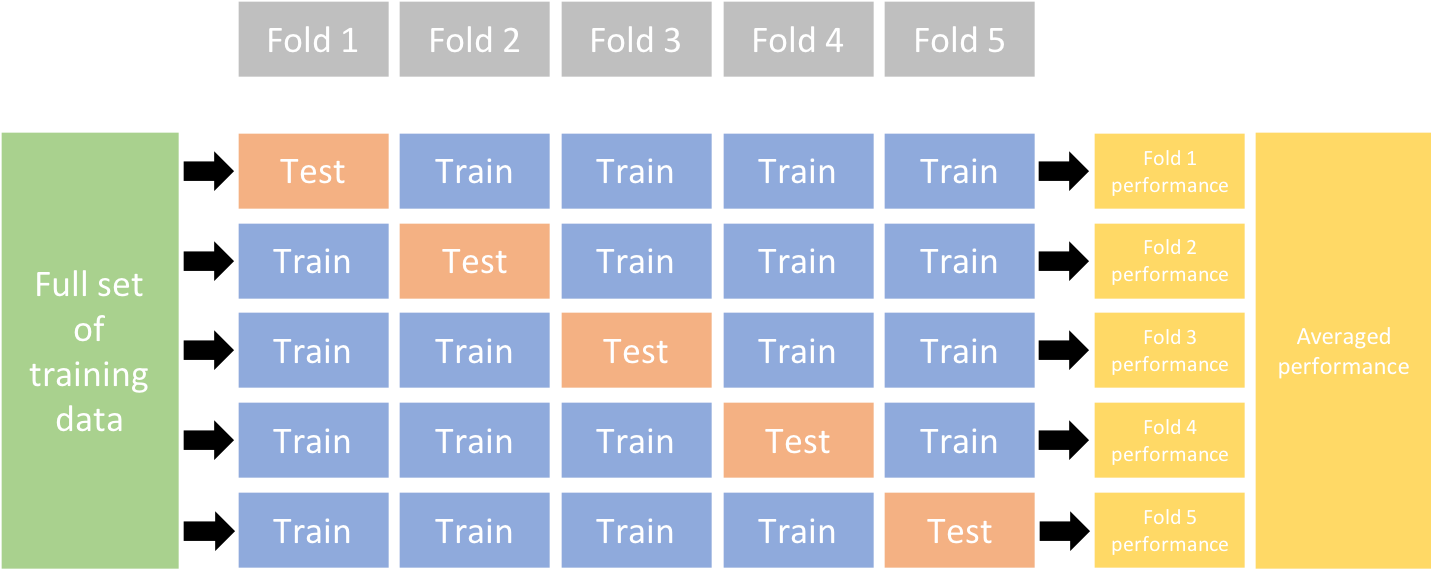 Fold 1 Fold 2 Fold 3 Fold 4 Fold 5
Full set
of
training
data
Test Train Train Train Train
Fold 1
performance
Train Test Train Train Train
Fold 2
performance
Train Train Test Train Train
Fold 3
performance
Train Train Train Test Train
Fold 4
performance
Train Train Train Train Test
Fold 5
performance
Averaged
performance